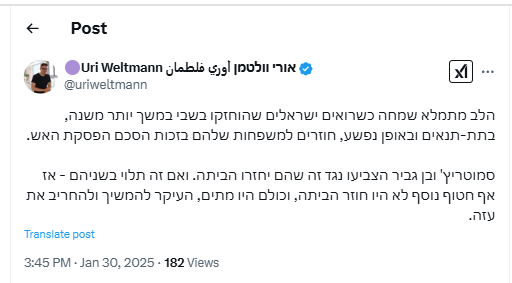 Post
Uri Weltmann أوري فلطمان אורי וולטמן
@uriweltmann
הלב מתמלא שמחה כשרואים ישראלים שהוחזקו בשבי במשך יותר משנה,
בתת-תנאים ובאופן נפשע, חוזרים למשפחות שלהם בזכות הסכם הפסקת האש.
סמוטריץ' ובן גביר הצביעו נגד זה שהם יחזרו הביתה. ואם זה תלוי בשניהם - אז
אף חטוף נוסף לא היו חוזר הביתה, וכולם היו מתים, העיקר להמשיך ולהחריב את
עזה.
Translate post
3:45 PM · Jan 30, 2025 · 182 Views